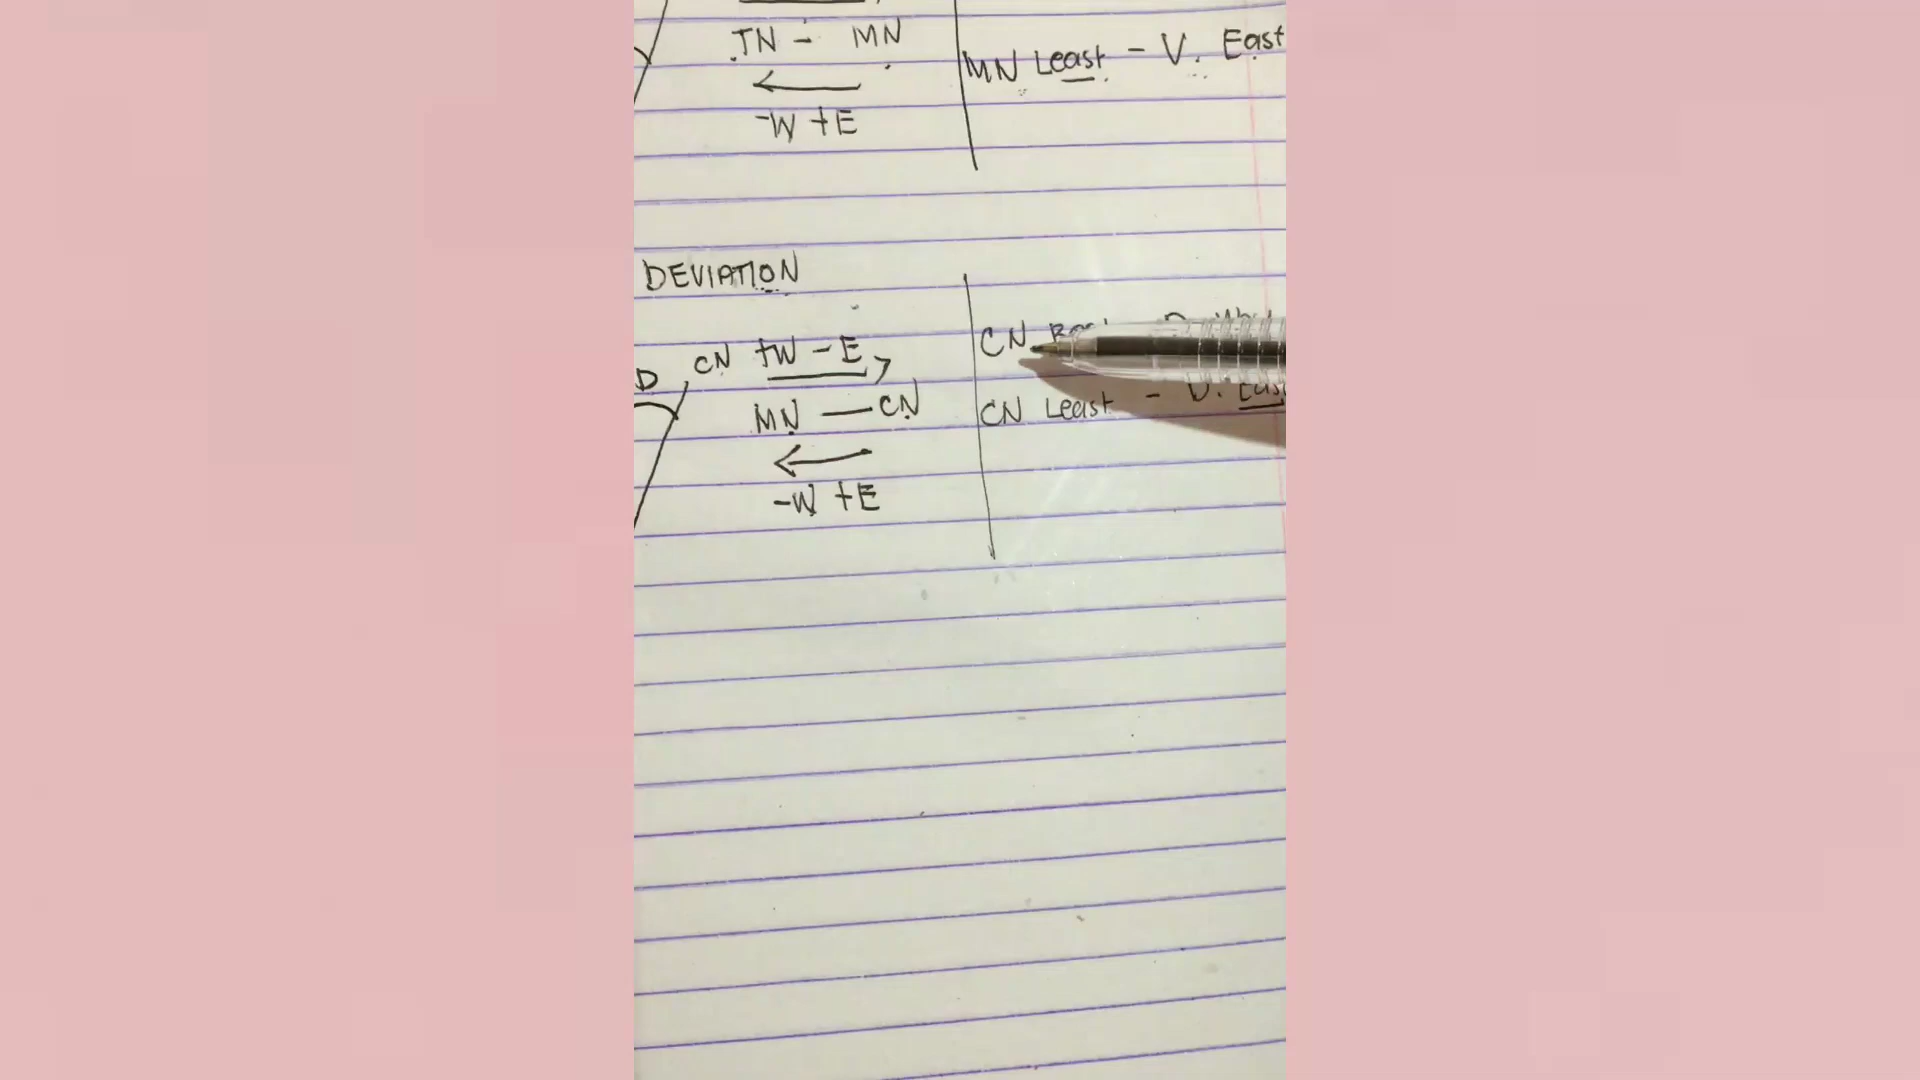 TN - MN
-W +E
MN Least - V. East
DEVIATION
D
CN +W - E
MN — CN
-W +E
CN
CN Least -